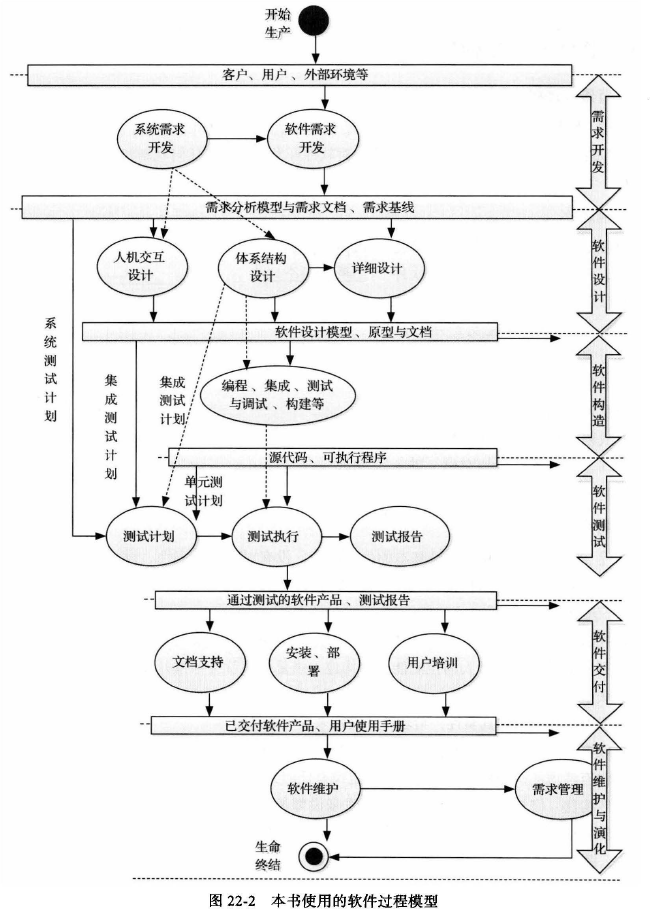 开始
生产
客户、用户、外部环境等
系统需求
开发
软件需求
开发
需求开发
需求分析模型与需求文档、需求基线
人机交互
设计
体系结构
设计
详细设计
软件设计
软件设计模型、原型与文档
系统测试计划
集成测试计划
集成
测试
计划
编程、集成、测试
与调试、构建等
软件构造
源代码、可执行程序
单元测
试计划
测试计划
测试执行
测试报告
软件测试
通过测试的软件产品、测试报告
文档支持
安装、部
署
用户培训
软件交付
已交付软件产品、用户使用手册
软件维护
需求管理
软件维护与演化
生命
终结
图 22-2 本书使用的软件过程模型